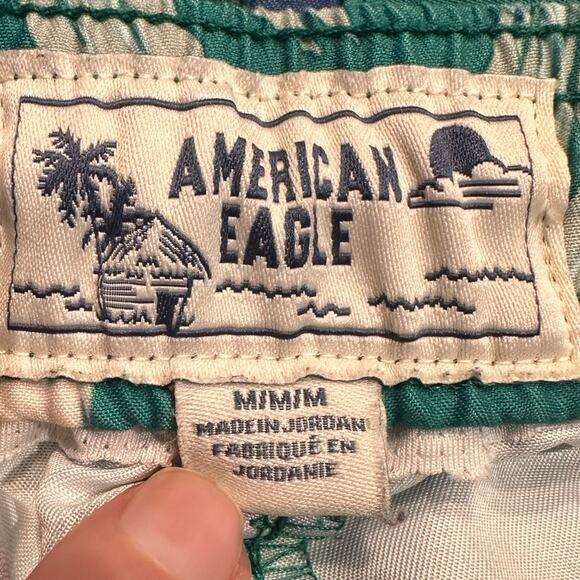 AMERICAN
EAGLE
M/M/M
MADE IN JORDAN
FABRIQUÉ EN
JORDANIE